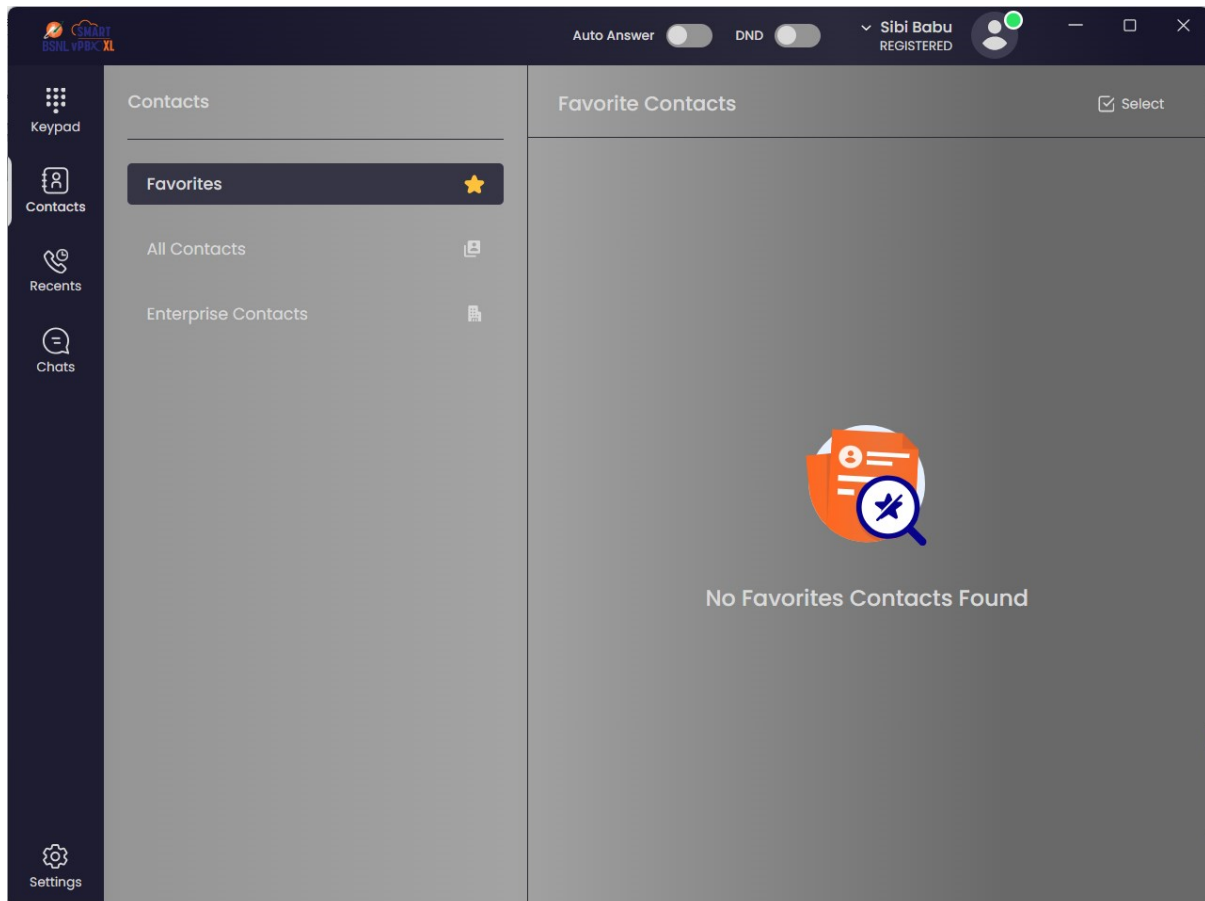 SMART
BSNL vPBX XL
Auto Answer
DND
Sibi Babu
REGISTERED
Keypad
Contacts
Recents
Chats
Settings
Contacts
Favorites
All Contacts
Enterprise Contacts
Favorite Contacts
Select
No Favorites Contacts Found